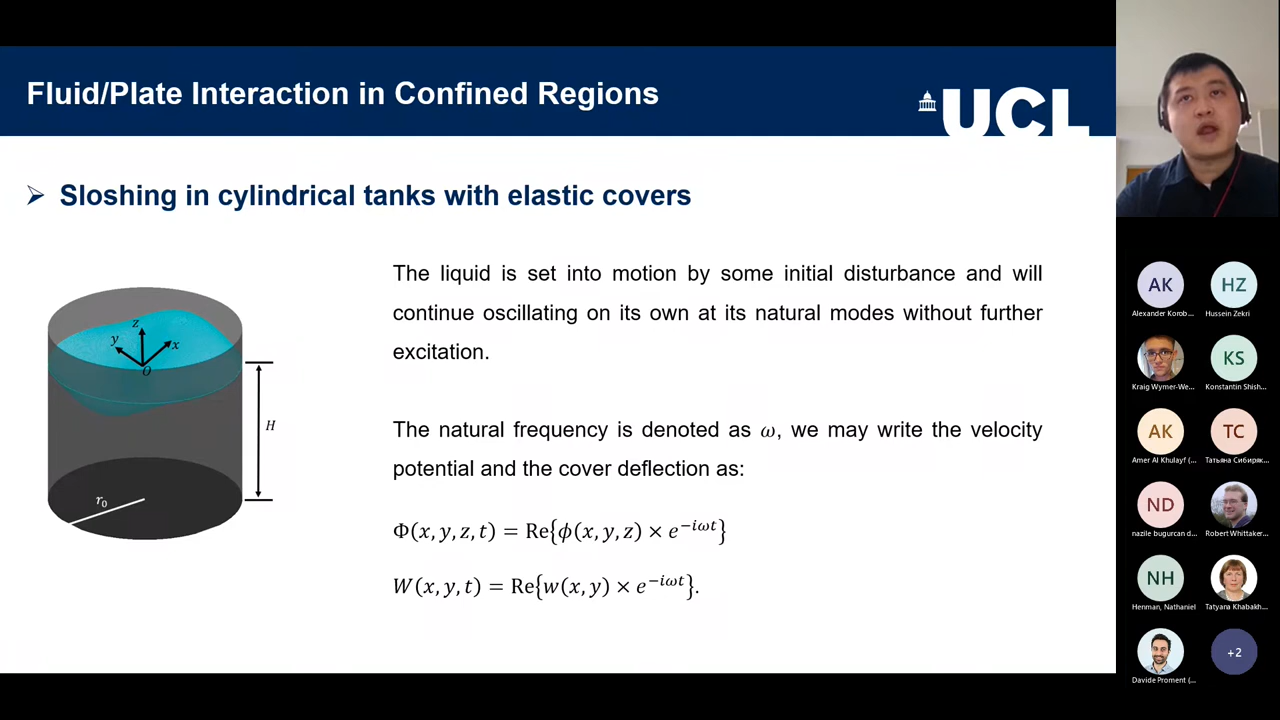 Fluid/Plate Interaction in Confined Regions
UCL
➢ Sloshing in cylindrical tanks with elastic covers
The liquid is set into motion by some initial disturbance and will
continue oscillating on its own at its natural modes without further
excitation.
The natural frequency is denoted as ω, we may write the velocity
potential and the cover deflection as:
Φ(x, y, z, t) = Re{ϕ(x, y, z) × e^{−iωt}}
W(x, y, t) = Re{w(x, y) × e^{−iωt}}.
z
y
x
O
H
r₀
AK
HZ
Alexander Korob...
Hussein Zekri
KS
Kraig Wymer-We...
Konstantin Shish...
AK
TC
Amer Al Khulayf (...
Татьяна Сибиряк...
ND
nazile bugurcan d...
Robert Whittaker...
NH
Henman, Nathaniel
Tatyana Khabakh...
+2
Davide Proment (...